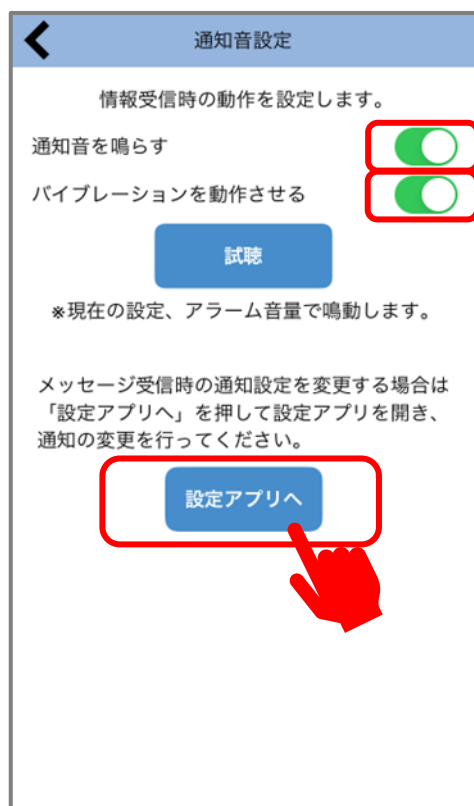 通知音設定
情報受信時の動作を設定します。
通知音を鳴らす
バイブレーションを動作させる
試聴
※現在の設定、アラーム音量で鳴動します。
メッセージ受信時の通知設定を変更する場合は
「設定アプリへ」を押して設定アプリを開き、
通知の変更を行ってください。
設定アプリへ